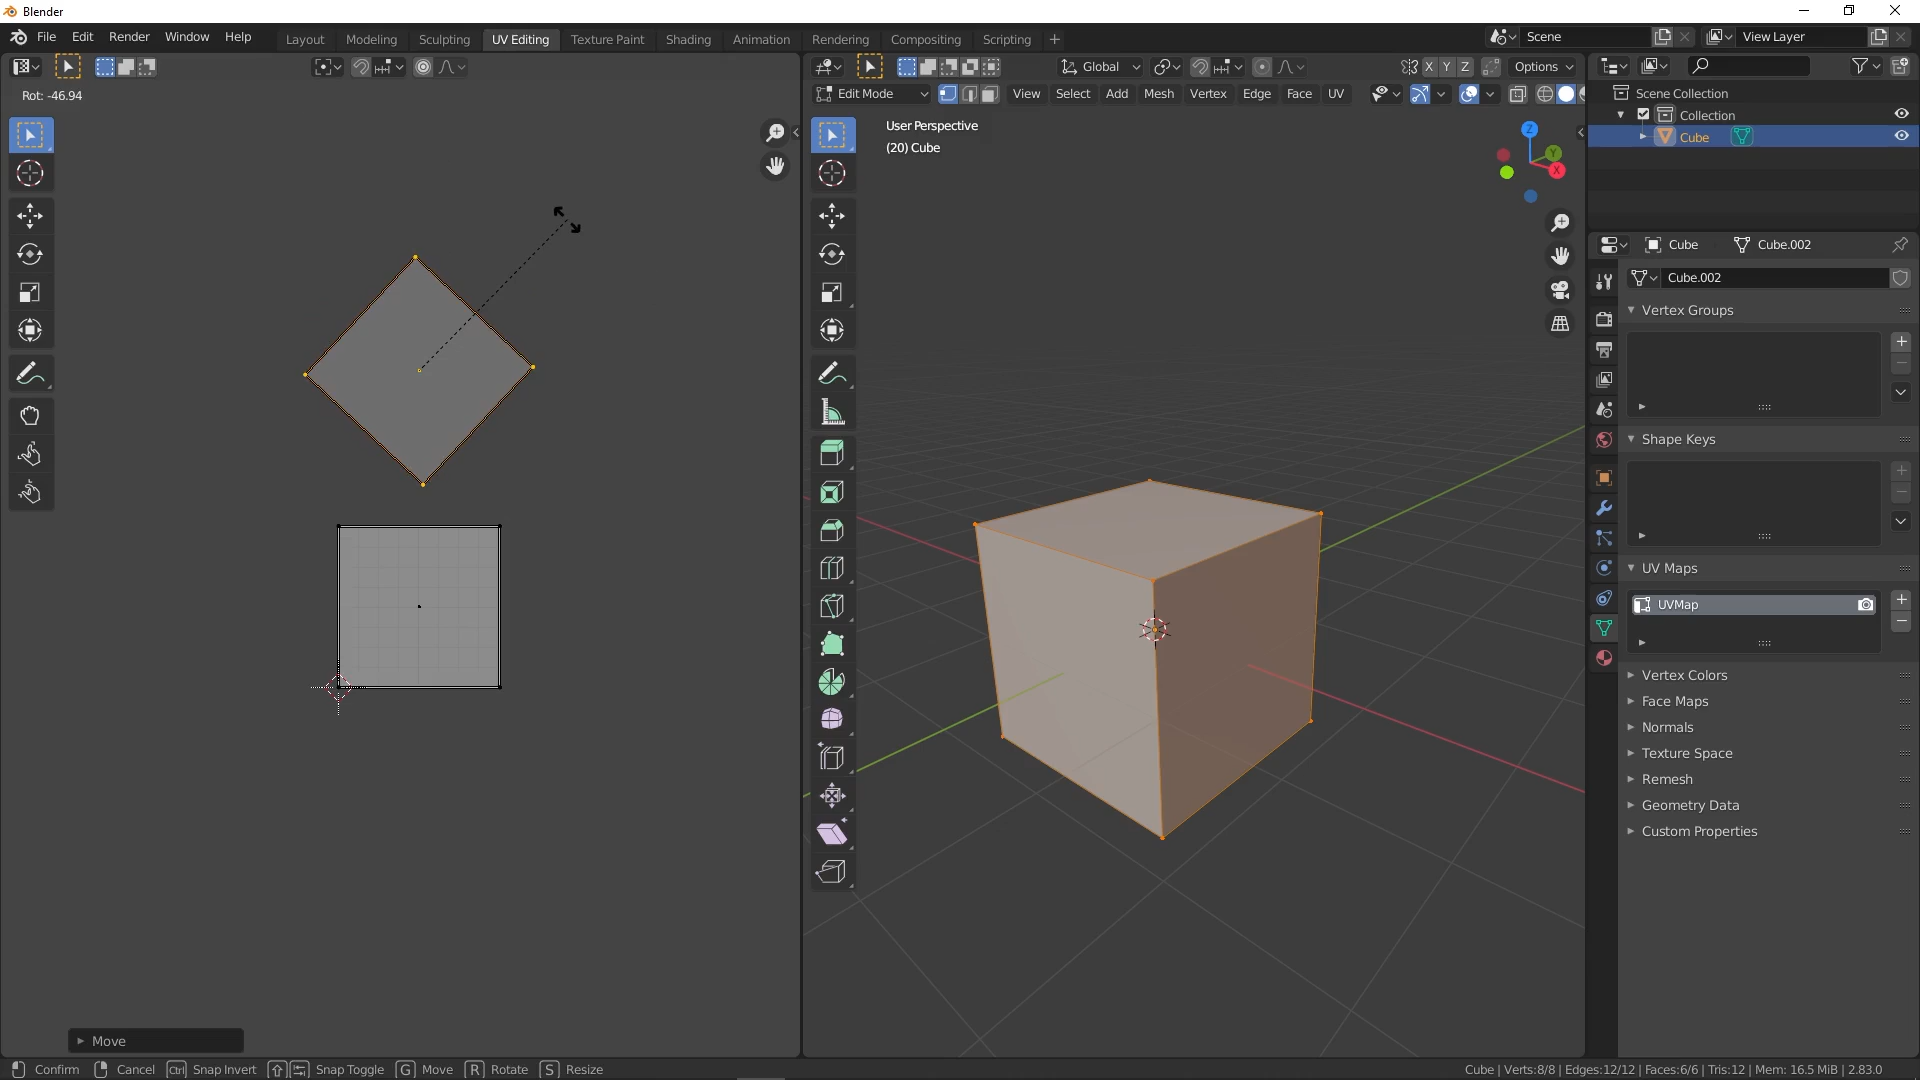 Blender
File Edit Render Window Help
Layout Modeling Sculpting UV Editing Texture Paint Shading Animation Rendering Compositing Scripting +
Scene
View Layer
Global
X Y Z
Options
Rot: -46.94
Edit Mode
View Select Add Mesh Vertex Edge Face UV
User Perspective
(20) Cube
Z
Y
X
Scene Collection
Collection
Cube
Cube
Cube.002
Cube.002
Vertex Groups
Shape Keys
UV Maps
UVMap
Vertex Colors
Face Maps
Normals
Texture Space
Remesh
Geometry Data
Custom Properties
Move
Confirm Cancel Ctrl Snap Invert Snap Toggle G Move R Rotate S Resize
Cube | Verts:8/8 | Edges:12/12 | Faces:6/6 | Tris:12 | Mem: 16.5 MiB | 2.83.0